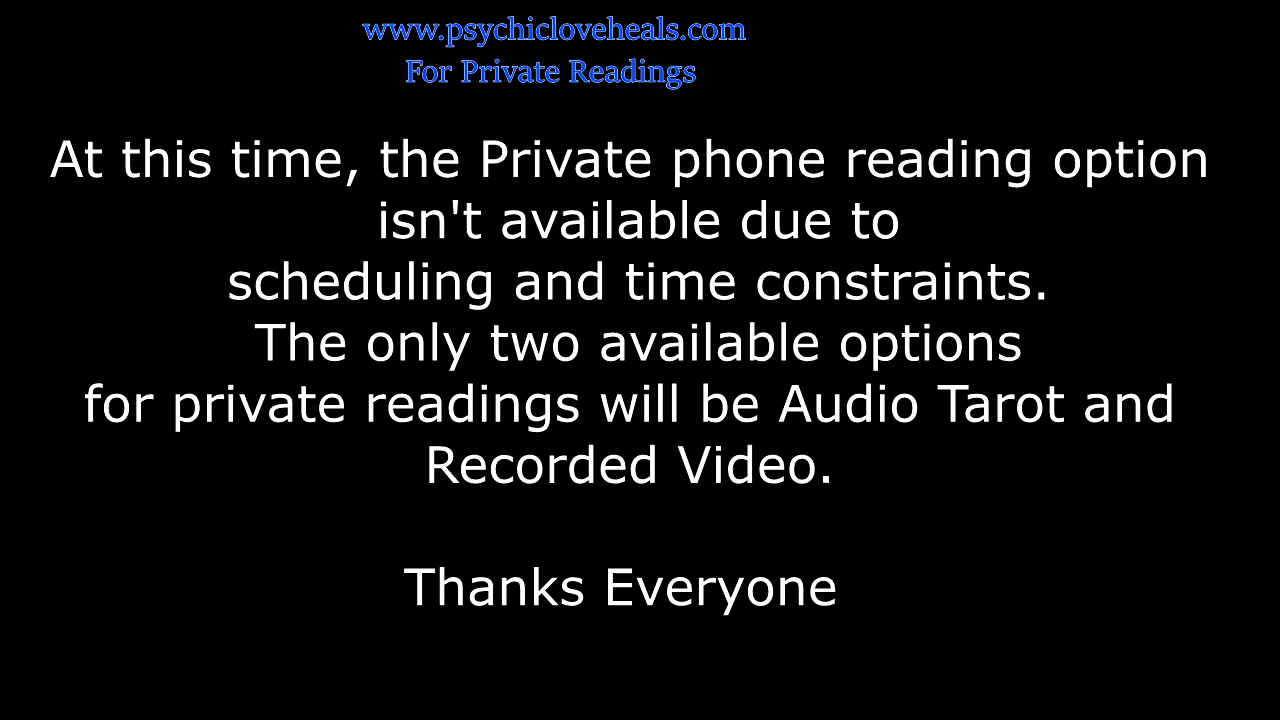 www.psychicloveheals.com
For Private Readings
At this time, the Private phone reading option
isn't available due to
scheduling and time constraints.
The only two available options
for private readings will be Audio Tarot and
Recorded Video.
Thanks Everyone